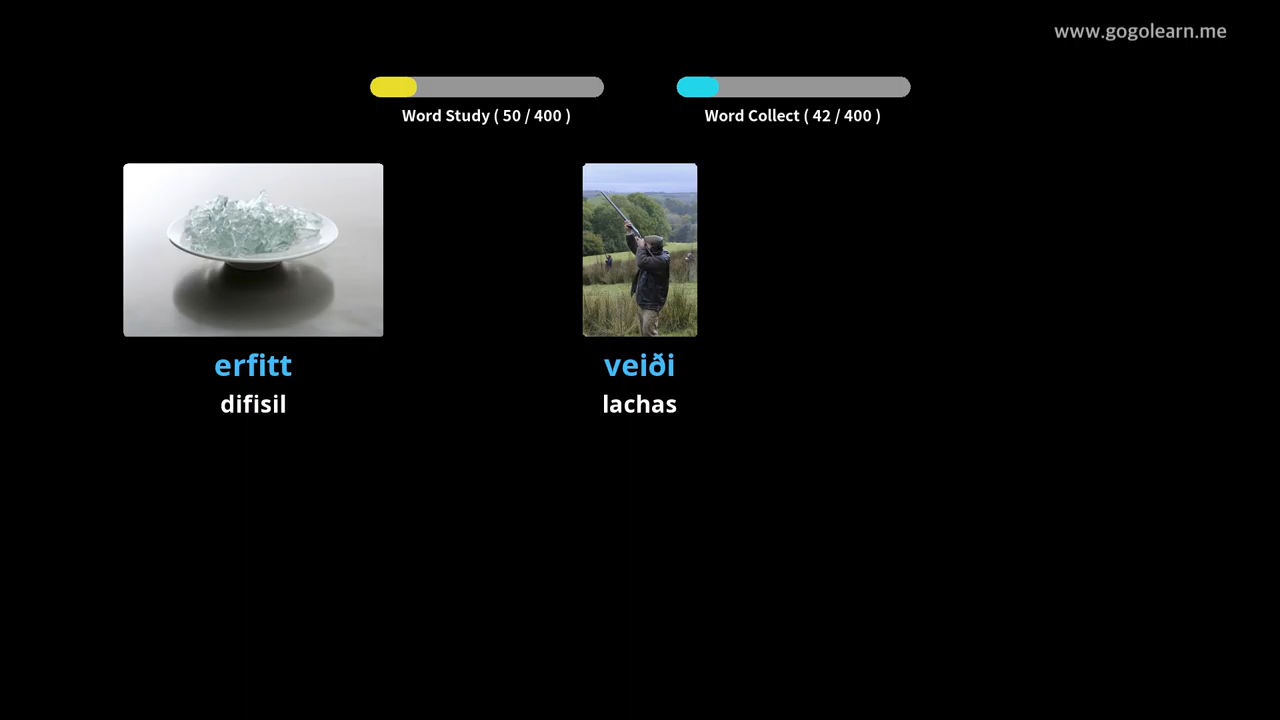 www.gogolearn.me
Word Study ( 50 / 400 )
Word Collect ( 42 / 400 )
erfitt
difisil
veiði
lachas